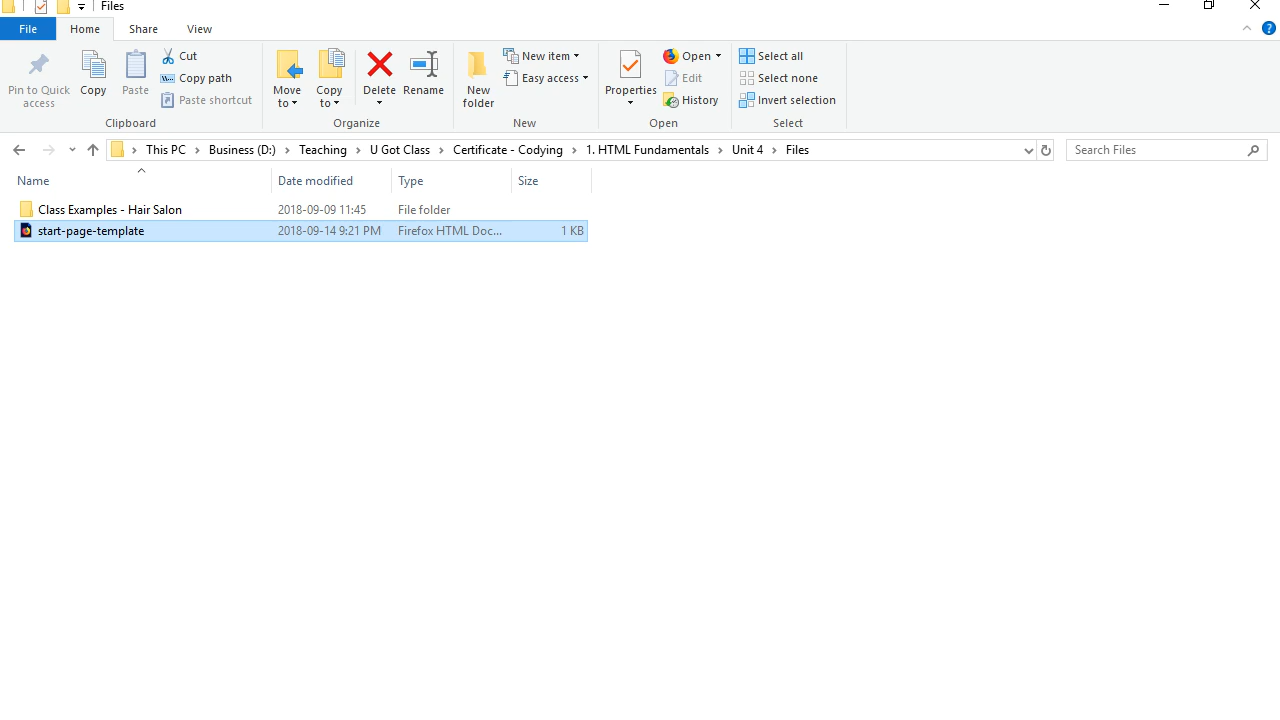 Files
File Home Share View
Pin to Quick access
Copy
Paste
Cut
Copy path
Paste shortcut
Clipboard
Move to
Copy to
Delete
Rename
Organize
New folder
New item
Easy access
New
Properties
Open
Edit
History
Open
Select all
Select none
Invert selection
Select
This PC > Business (D:) > Teaching > U Got Class > Certificate - Codying > 1. HTML Fundamentals > Unit 4 > Files
Search Files
Name Date modified Type Size
Class Examples - Hair Salon 2018-09-09 11:45 File folder
start-page-template 2018-09-14 9:21 PM Firefox HTML Doc... 1 KB